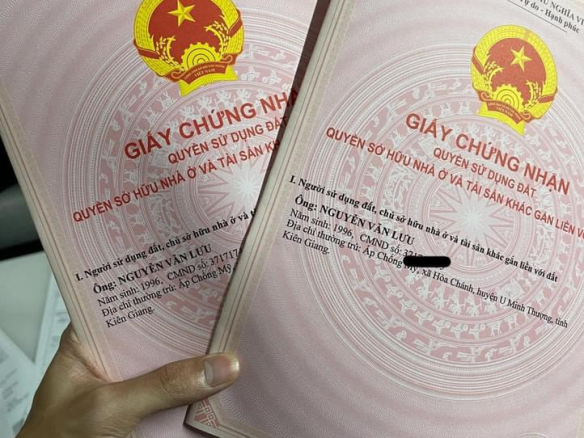 GIẤY CHỨNG NHẬN
QUYỀN SỬ DỤNG ĐẤT
QUYỀN SỞ HỮU NHÀ Ở VÀ TÀI SẢN KHÁC
I. Người sử dụng đất, chủ sở hữu nhà ở và
Ông: NGUYỄN VĂN LƯU
Năm sinh: 1996, CMND số: 371717
Địa chỉ thường trú: Ấp Chống Mỹ,
Kiên Giang.
NGHĨA VI
do - Hạnh phúc
GIẤY CHỨNG NHẬN
QUYỀN SỬ DỤNG ĐẤT
QUYỀN SỞ HỮU NHÀ Ở VÀ TÀI SẢN KHÁC GẮN LIỀN VỚ
I. Người sử dụng đất, chủ sở hữu nhà ở và tài sản khác gắn liền với đất
Ông: NGUYỄN VĂN LƯU
Năm sinh: 1996, CMND số:
Địa chỉ thường trú: Ấp Chống Mỹ, xã Hòa Chánh, huyện U Minh Thượng, tỉnh
Kiên Giang.